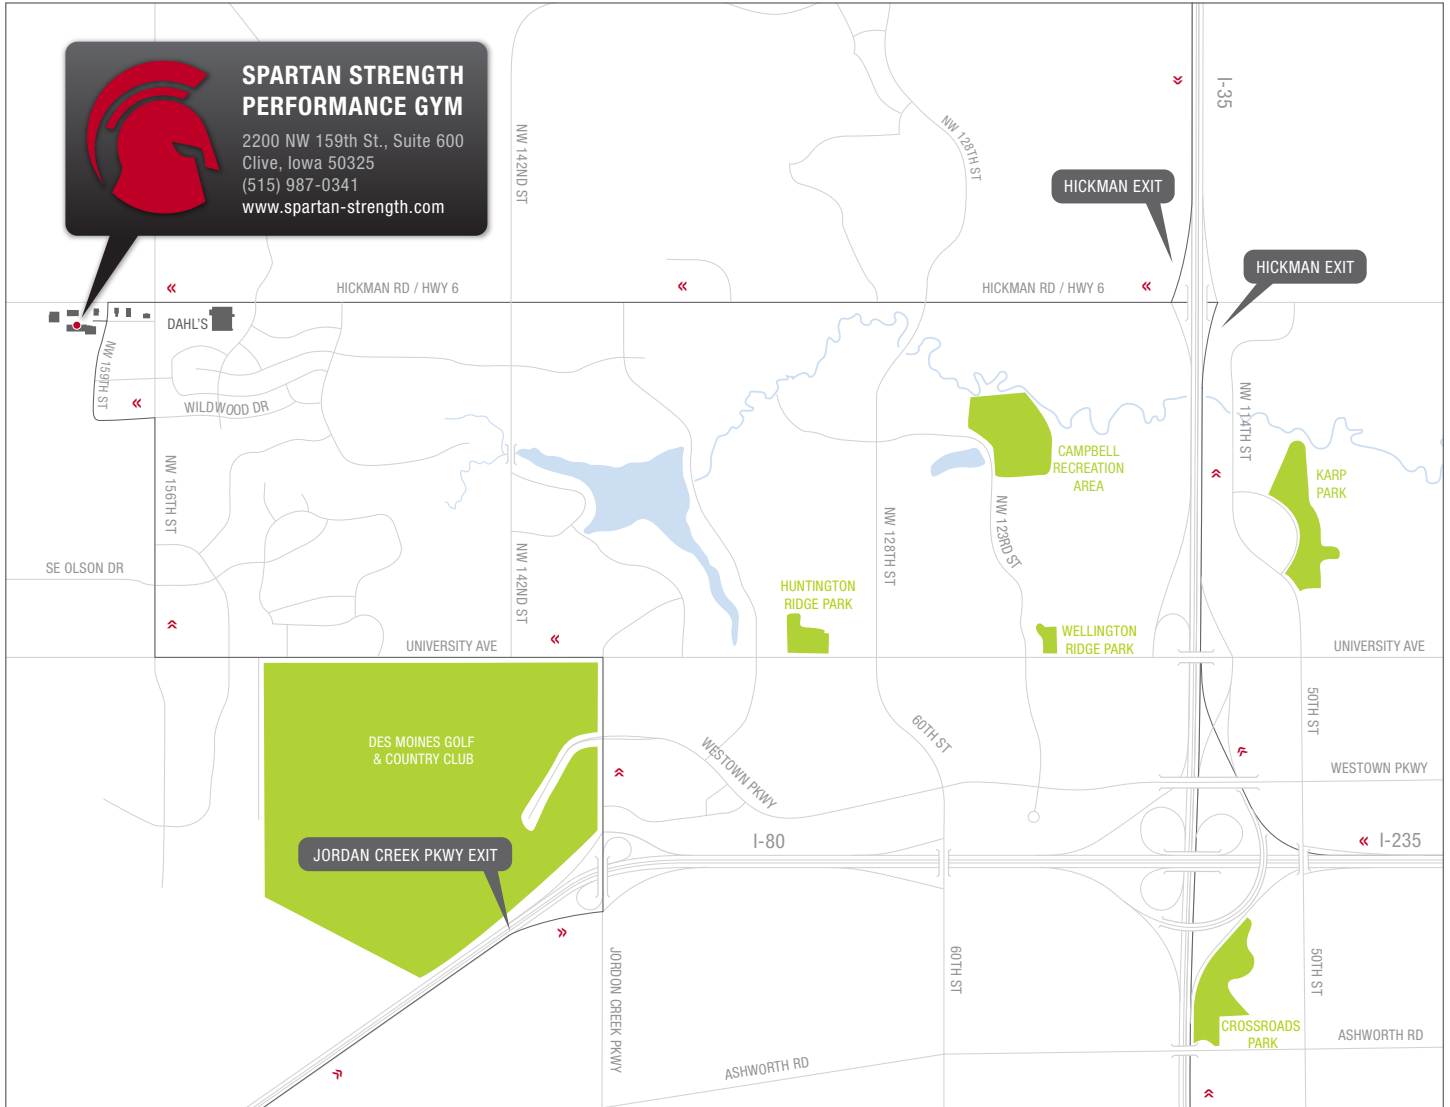 SPARTAN STRENGTH
PERFORMANCE GYM
2200 NW 159th St., Suite 600
Clive, Iowa 50325
(515) 987-0341
www.spartan-strength.com
NW 142ND ST
NW 128TH ST
I-35
HICKMAN EXIT
HICKMAN EXIT
HICKMAN RD / HWY 6
HICKMAN RD / HWY 6
DAHL'S
NW 159TH ST
WILDWOOD DR
NW 114TH ST
CAMPBELL
RECREATION
AREA
KARP
PARK
NW 156TH ST
NW 128TH ST
NW 123RD ST
NW 142ND ST
SE OLSON DR
HUNTINGTON
RIDGE PARK
WELLINGTON
RIDGE PARK
UNIVERSITY AVE
UNIVERSITY AVE
50TH ST
60TH ST
DES MOINES GOLF
& COUNTRY CLUB
WESTOWN PKWY
WESTOWN PKWY
I-80
I-235
JORDAN CREEK PKWY EXIT
JORDON CREEK PKWY
60TH ST
50TH ST
CROSSROADS
PARK
ASHWORTH RD
ASHWORTH RD